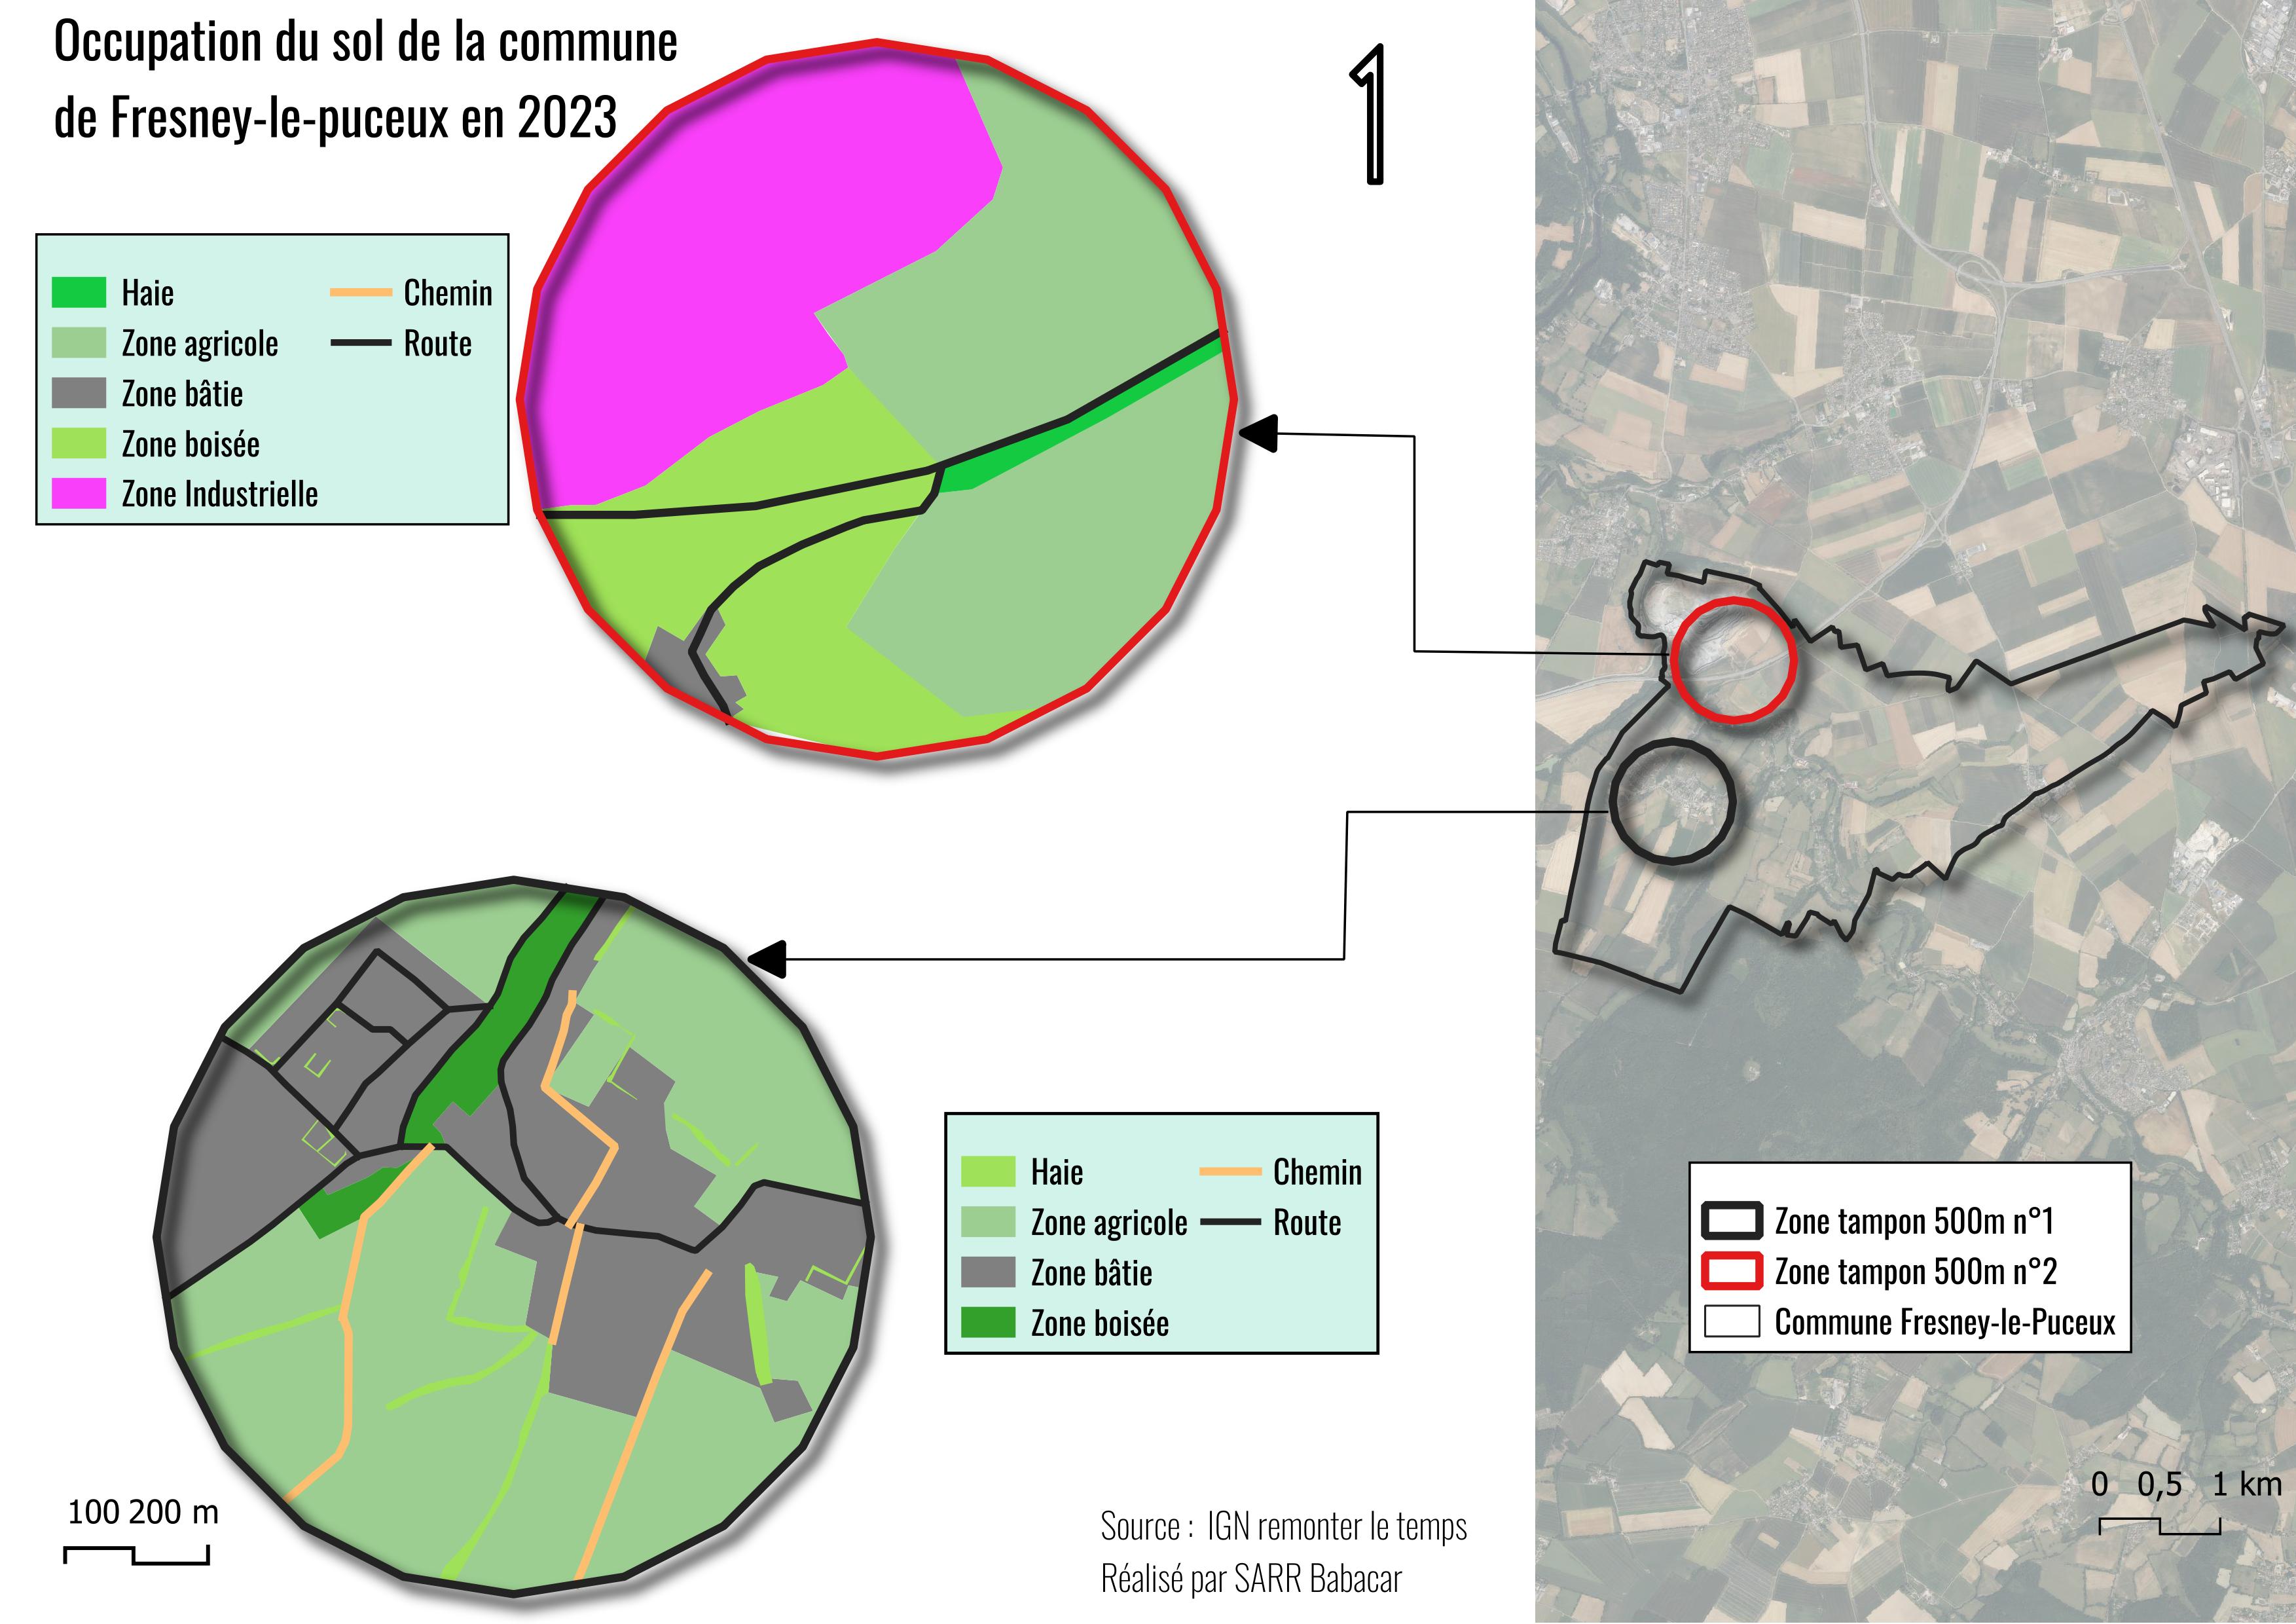 Occupation du sol de la commune
de Fresney-le-puceux en 2023
1
Haie
Zone agricole
Zone bâtie
Zone boisée
Zone Industrielle
Chemin
Route
Haie
Zone agricole
Zone bâtie
Zone boisée
Chemin
Route
Zone tampon 500m n°1
Zone tampon 500m n°2
Commune Fresney-le-Puceux
100 200 m
0 0,5 1 km
Source : IGN remonter le temps
Réalisé par SARR Babacar